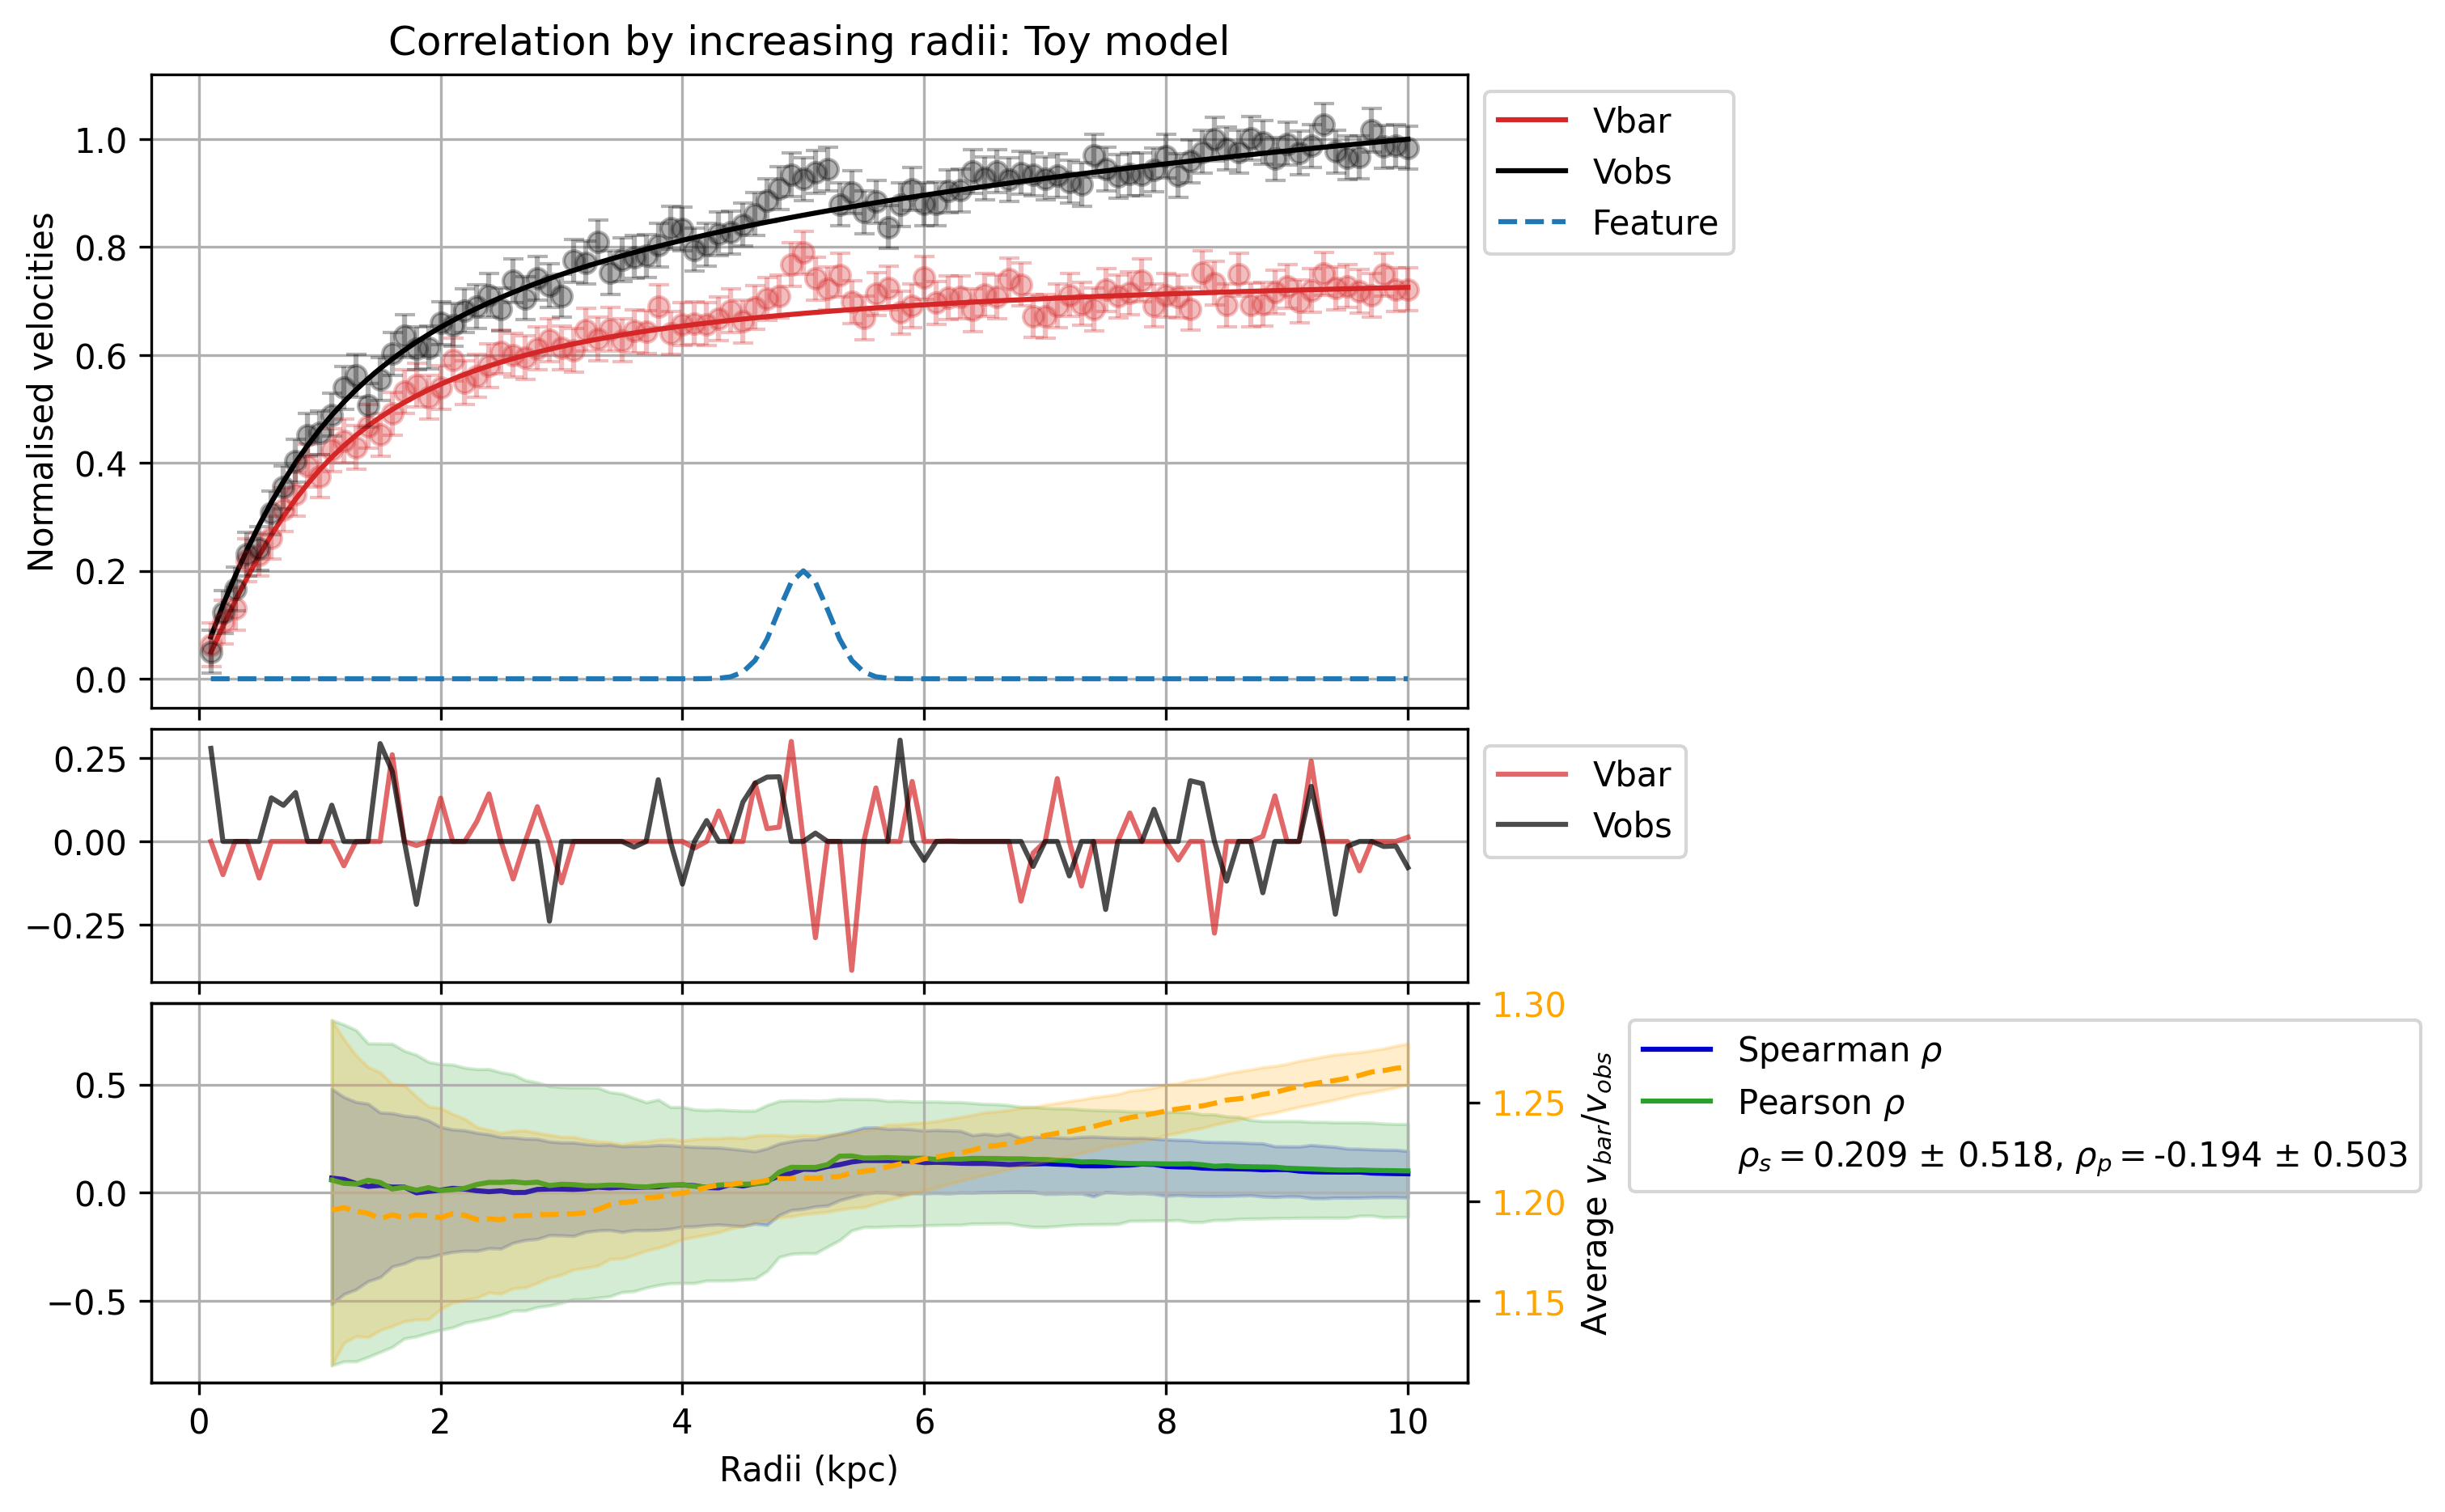 Correlation by increasing radii: Toy model
Normalised velocities
1.0
0.8
0.6
0.4
0.2
0.0
Vbar
Vobs
Feature
0.25
0.00
−0.25
Vbar
Vobs
0.5
0.0
−0.5
1.30
1.25
1.20
1.15
Average v_bar/v_obs
Spearman ρ
Pearson ρ
ρ_s = 0.209 ± 0.518, ρ_p = -0.194 ± 0.503
0 2 4 6 8 10
Radii (kpc)